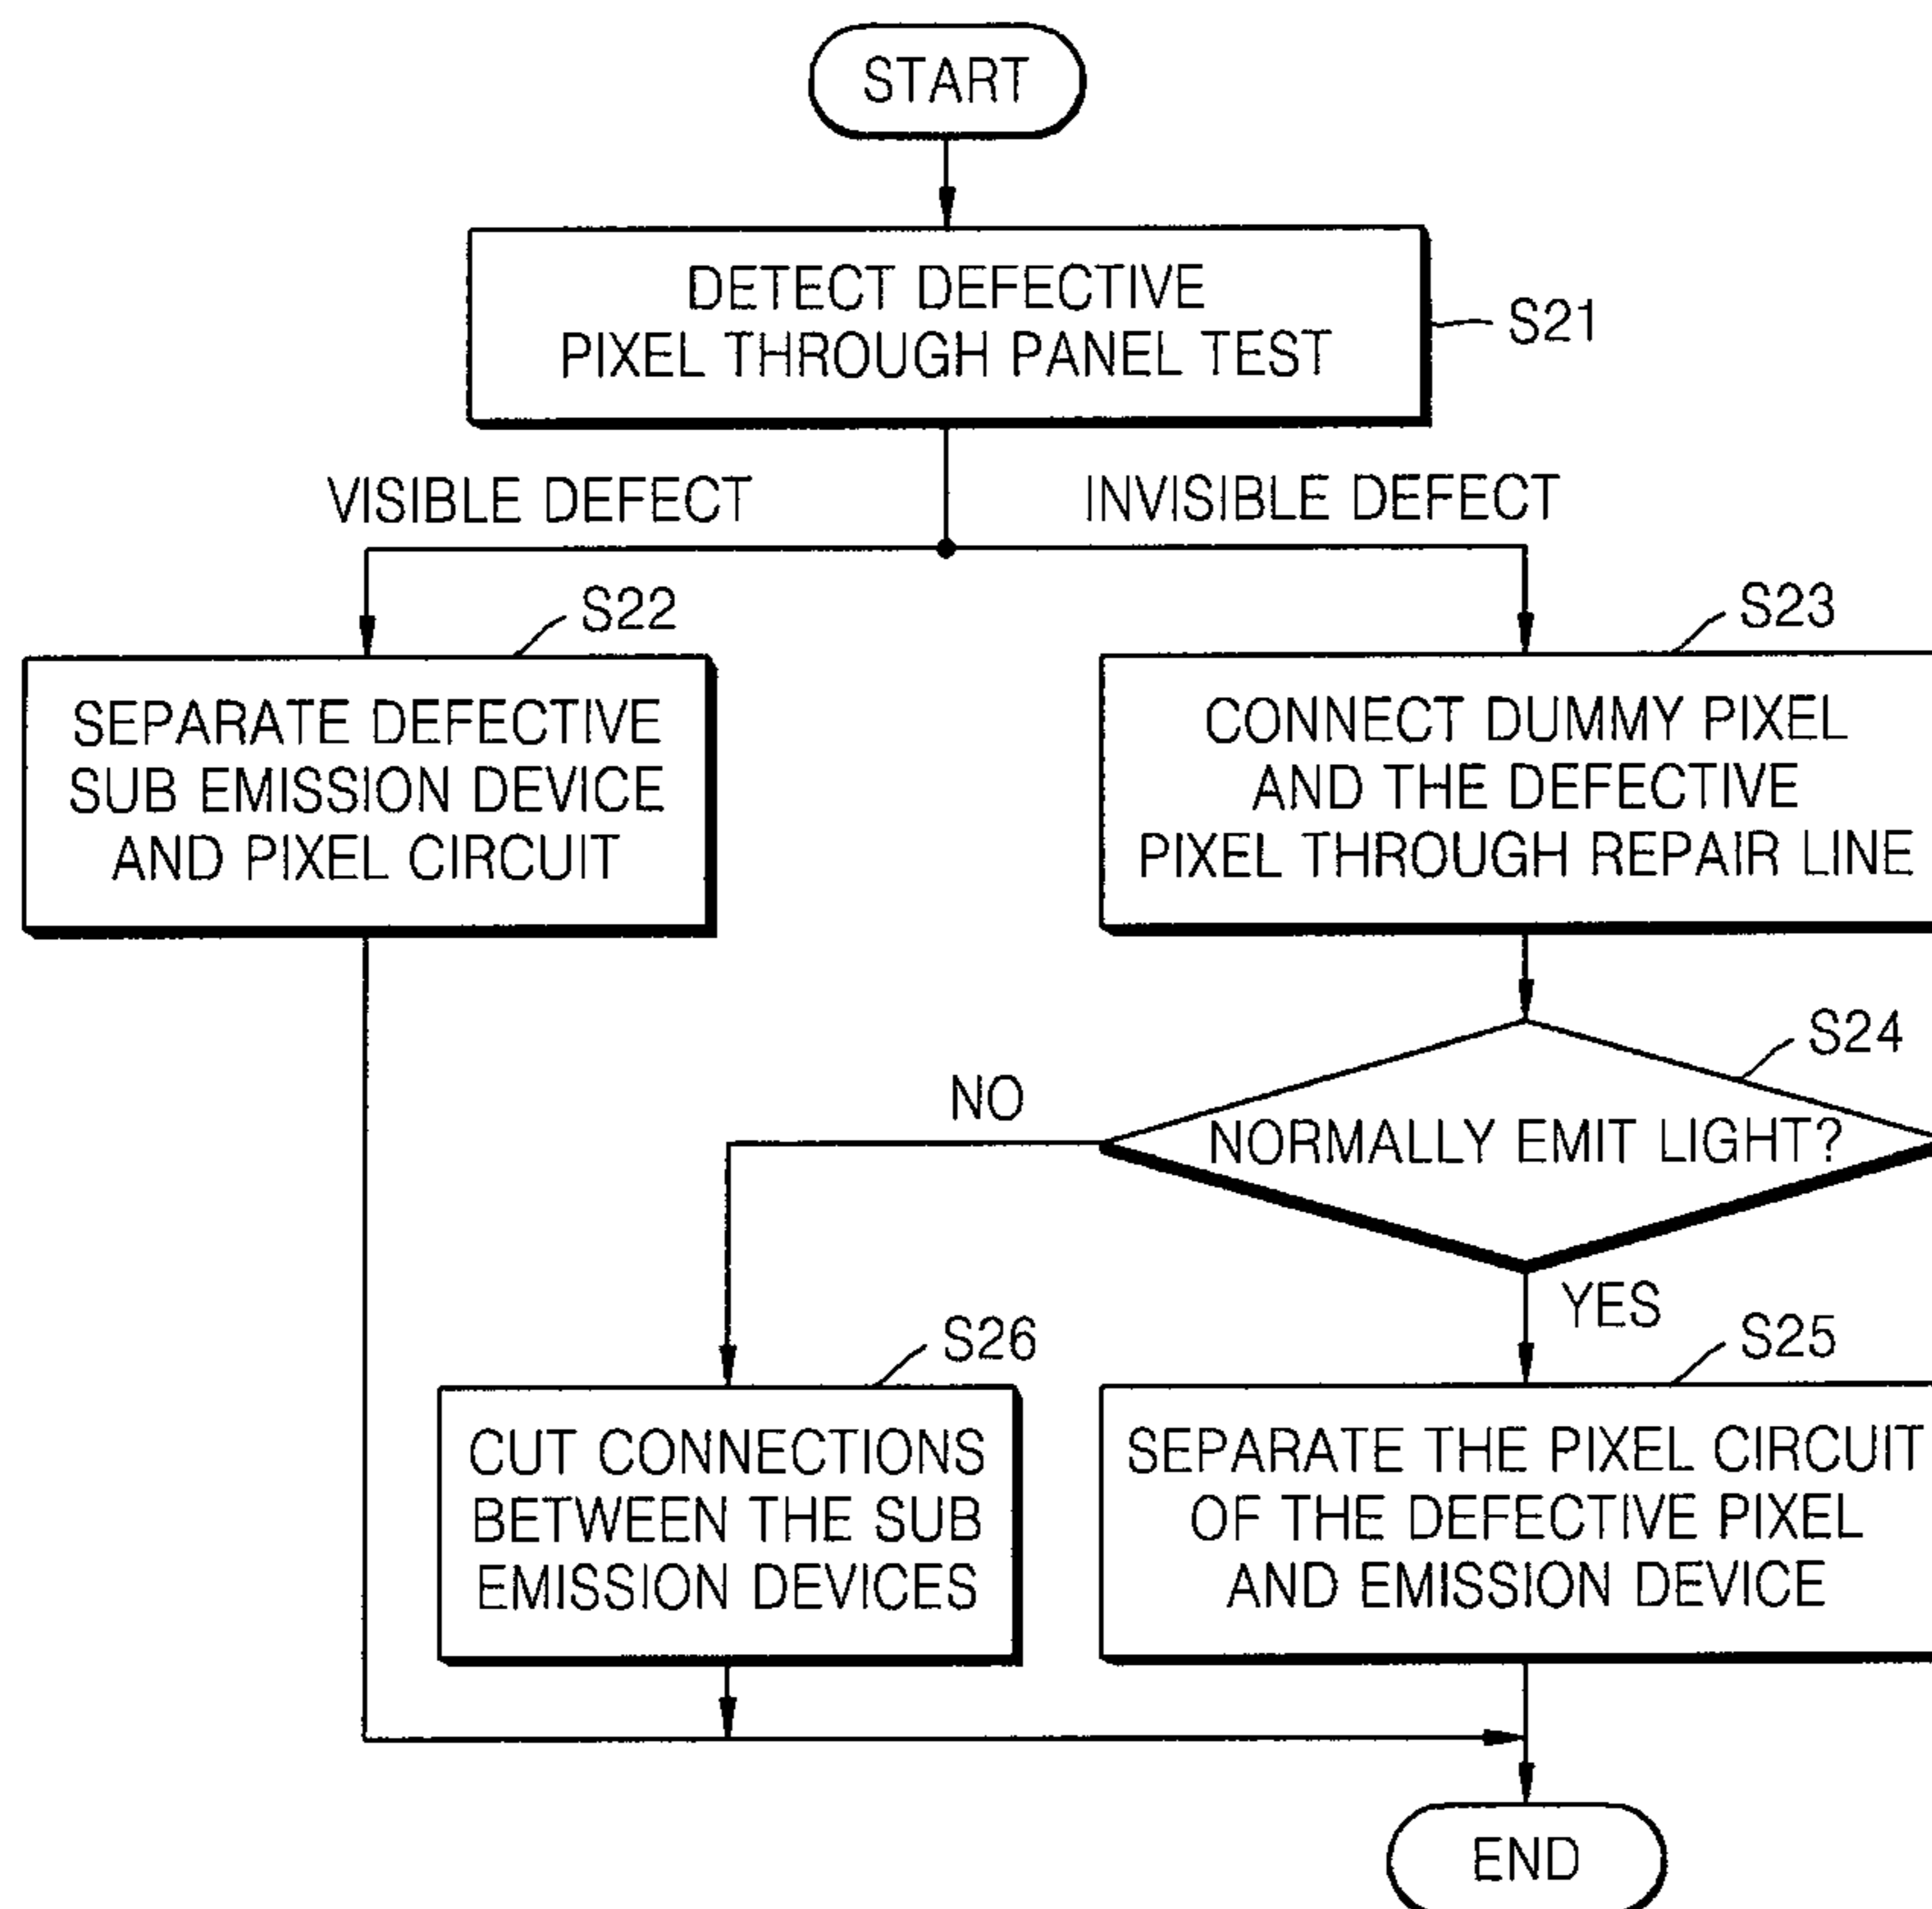 START
DETECT DEFECTIVE
PIXEL THROUGH PANEL TEST
S21
VISIBLE DEFECT
INVISIBLE DEFECT
S22
SEPARATE DEFECTIVE
SUB EMISSION DEVICE
AND PIXEL CIRCUIT
S23
CONNECT DUMMY PIXEL
AND THE DEFECTIVE
PIXEL THROUGH REPAIR LINE
S24
NORMALLY EMIT LIGHT?
NO
YES
S26
CUT CONNECTIONS
BETWEEN THE SUB
EMISSION DEVICES
S25
SEPARATE THE PIXEL CIRCUIT
OF THE DEFECTIVE PIXEL
AND EMISSION DEVICE
END